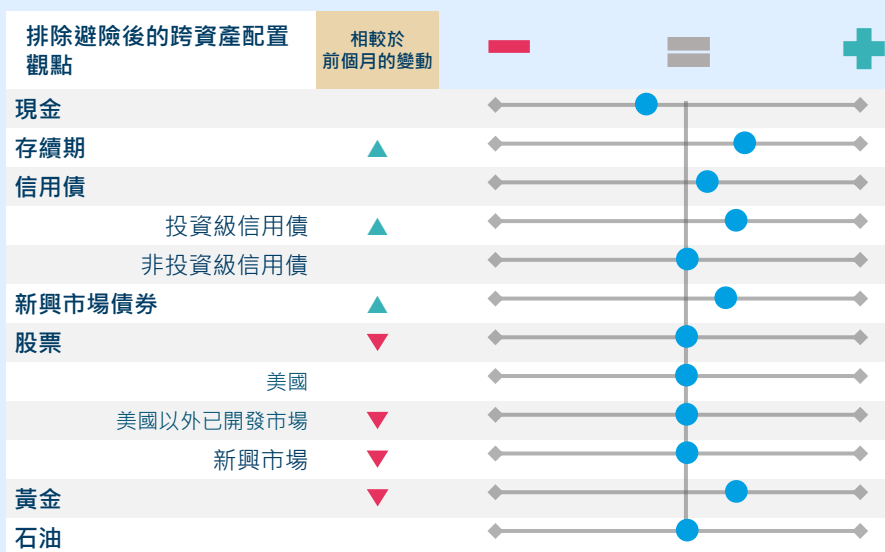 排除避險後的跨資產配置
觀點
相較於
前個月的變動
現金
存續期
信用債
投資級信用債
非投資級信用債
新興市場債券
股票
美國
美國以外已開發市場
新興市場
黃金
石油